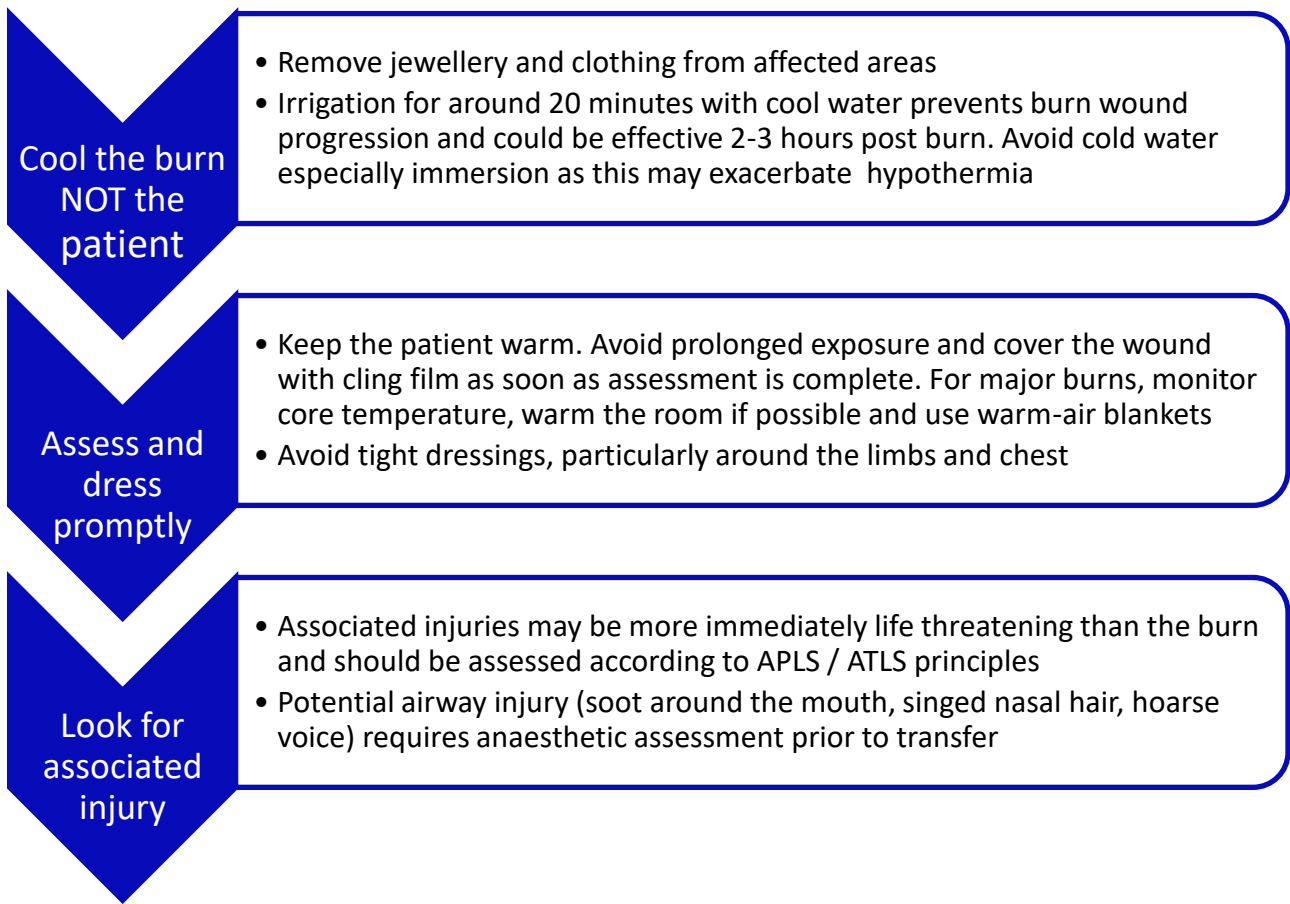 Cool the burn
NOT the
patient
• Remove jewellery and clothing from affected areas
• Irrigation for around 20 minutes with cool water prevents burn wound
progression and could be effective 2-3 hours post burn. Avoid cold water
especially immersion as this may exacerbate  hypothermia
Assess and
dress
promptly
• Keep the patient warm. Avoid prolonged exposure and cover the wound
with cling film as soon as assessment is complete. For major burns, monitor
core temperature, warm the room if possible and use warm-air blankets
• Avoid tight dressings, particularly around the limbs and chest
Look for
associated
injury
• Associated injuries may be more immediately life threatening than the burn
and should be assessed according to APLS / ATLS principles
• Potential airway injury (soot around the mouth, singed nasal hair, hoarse
voice) requires anaesthetic assessment prior to transfer